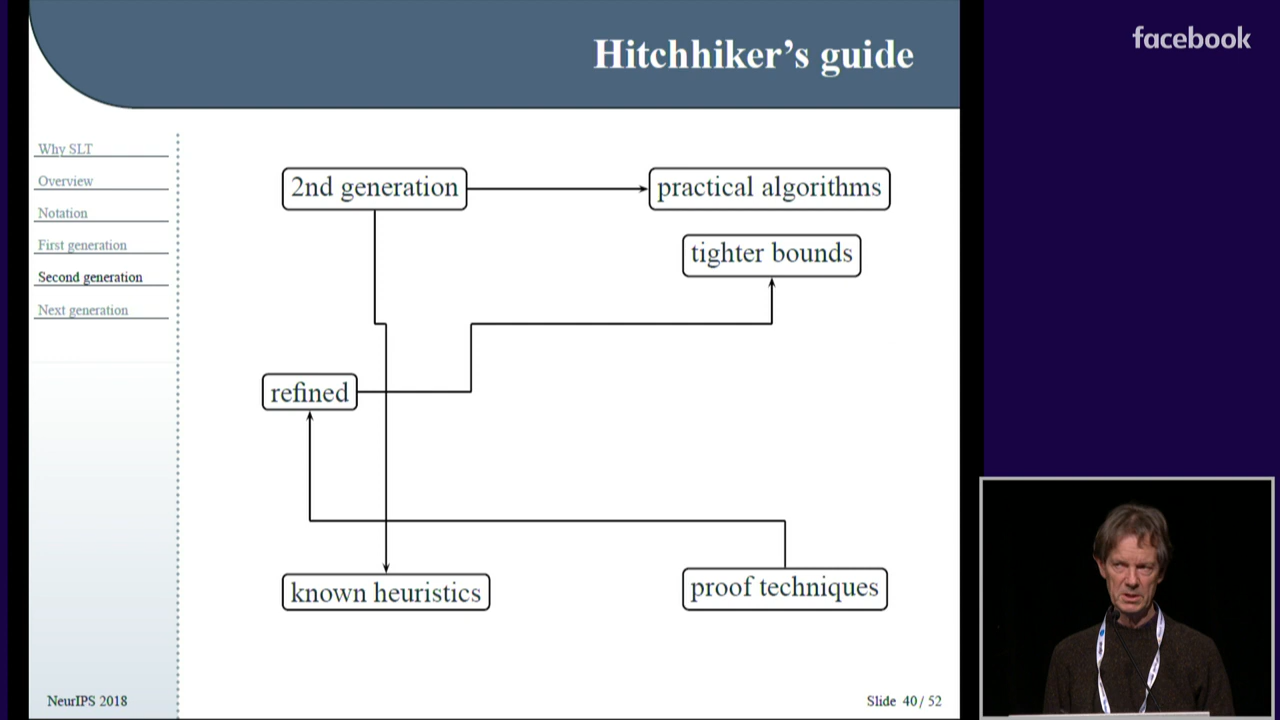 Hitchhiker's guide
facebook
Why SLT
Overview
Notation
First generation
Second generation
Next generation
2nd generation
practical algorithms
tighter bounds
refined
known heuristics
proof techniques
NeurIPS 2018
Slide 40 / 52